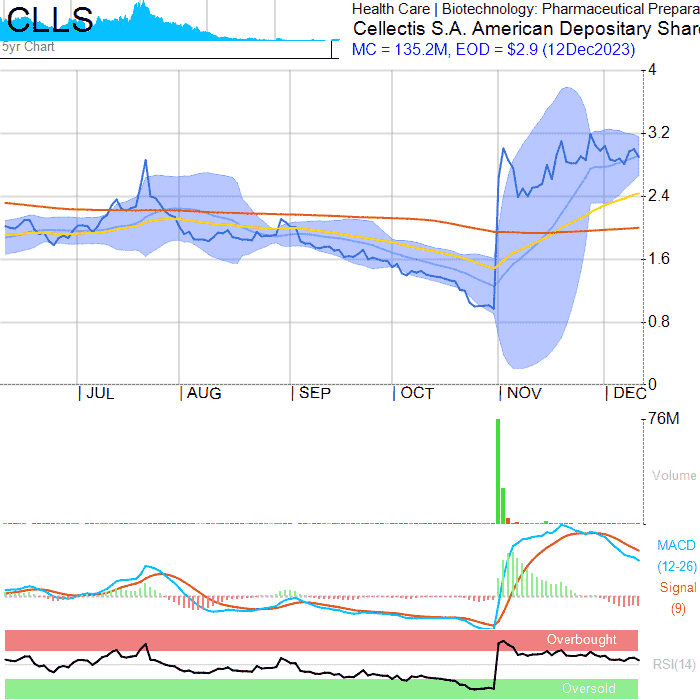 CLLS
5yr Chart
Health Care | Biotechnology: Pharmaceutical Prepara
Cellectis S.A. American Depositary Shar
MC = 135.2M, EOD = $2.9 (12Dec2023)
4
3.2
2.4
1.6
0.8
0
| JUL | AUG | SEP | OCT | NOV | DEC
76M
Volume
MACD
(12-26)
Signal
(9)
Overbought
RSI(14)
Oversold